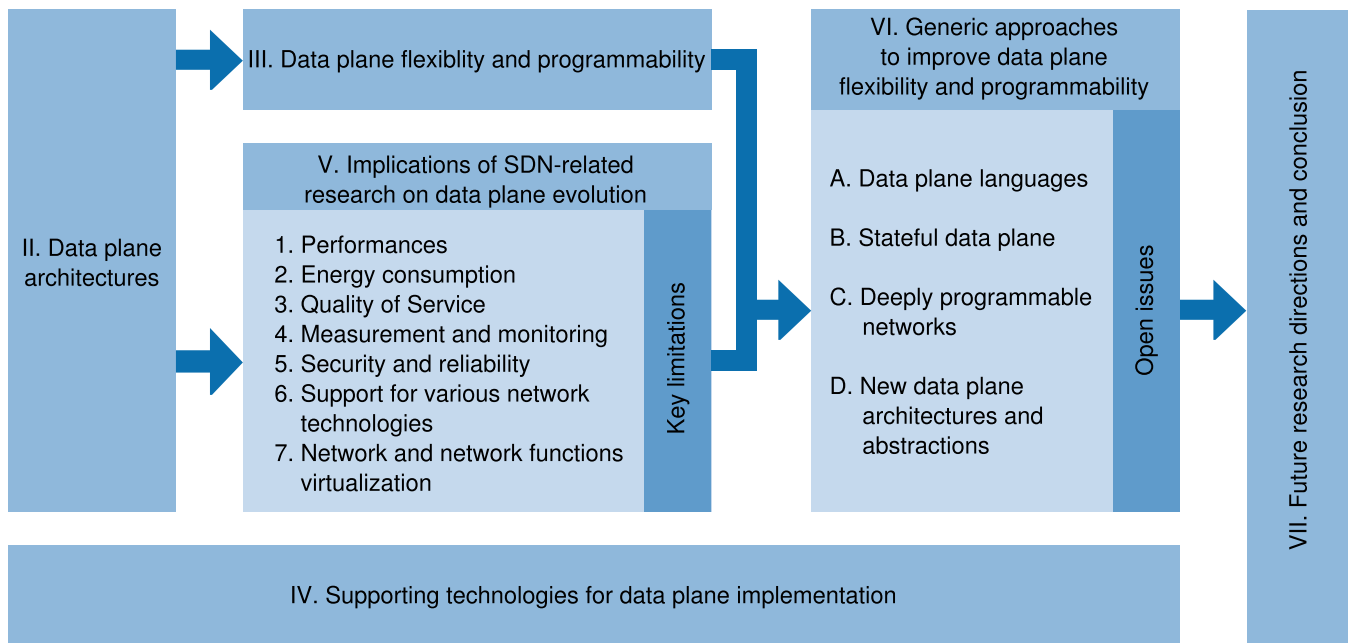 II. Data plane
architectures
III. Data plane flexiblity and programmability
V. Implications of SDN-related
research on data plane evolution
1. Performances
2. Energy consumption
3. Quality of Service
4. Measurement and monitoring
5. Security and reliability
6. Support for various network
technologies
7. Network and network functions
virtualization
Key limitations
VI. Generic approaches
to improve data plane
flexibility and programmability
A. Data plane languages
B. Stateful data plane
C. Deeply programmable
networks
D. New data plane
architectures and
abstractions
Open issues
VII. Future research directions and conclusion
IV. Supporting technologies for data plane implementation